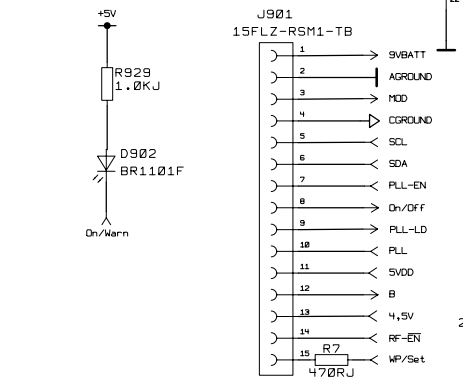 +5V
R929
1.0KJ
D902
BR1101F
On/Warn
J901
15FLZ-RSM1-TB
1 9VBATT
2 AGROUND
3 MOD
4 CGROUND
5 SCL
6 SDA
7 PLL-EN
8 On/Off
9 PLL-LD
10 PLL
11 5VDD
12 B
13 4,5V
14 RF-EN
15 R7 WP/Set
470RJ
2